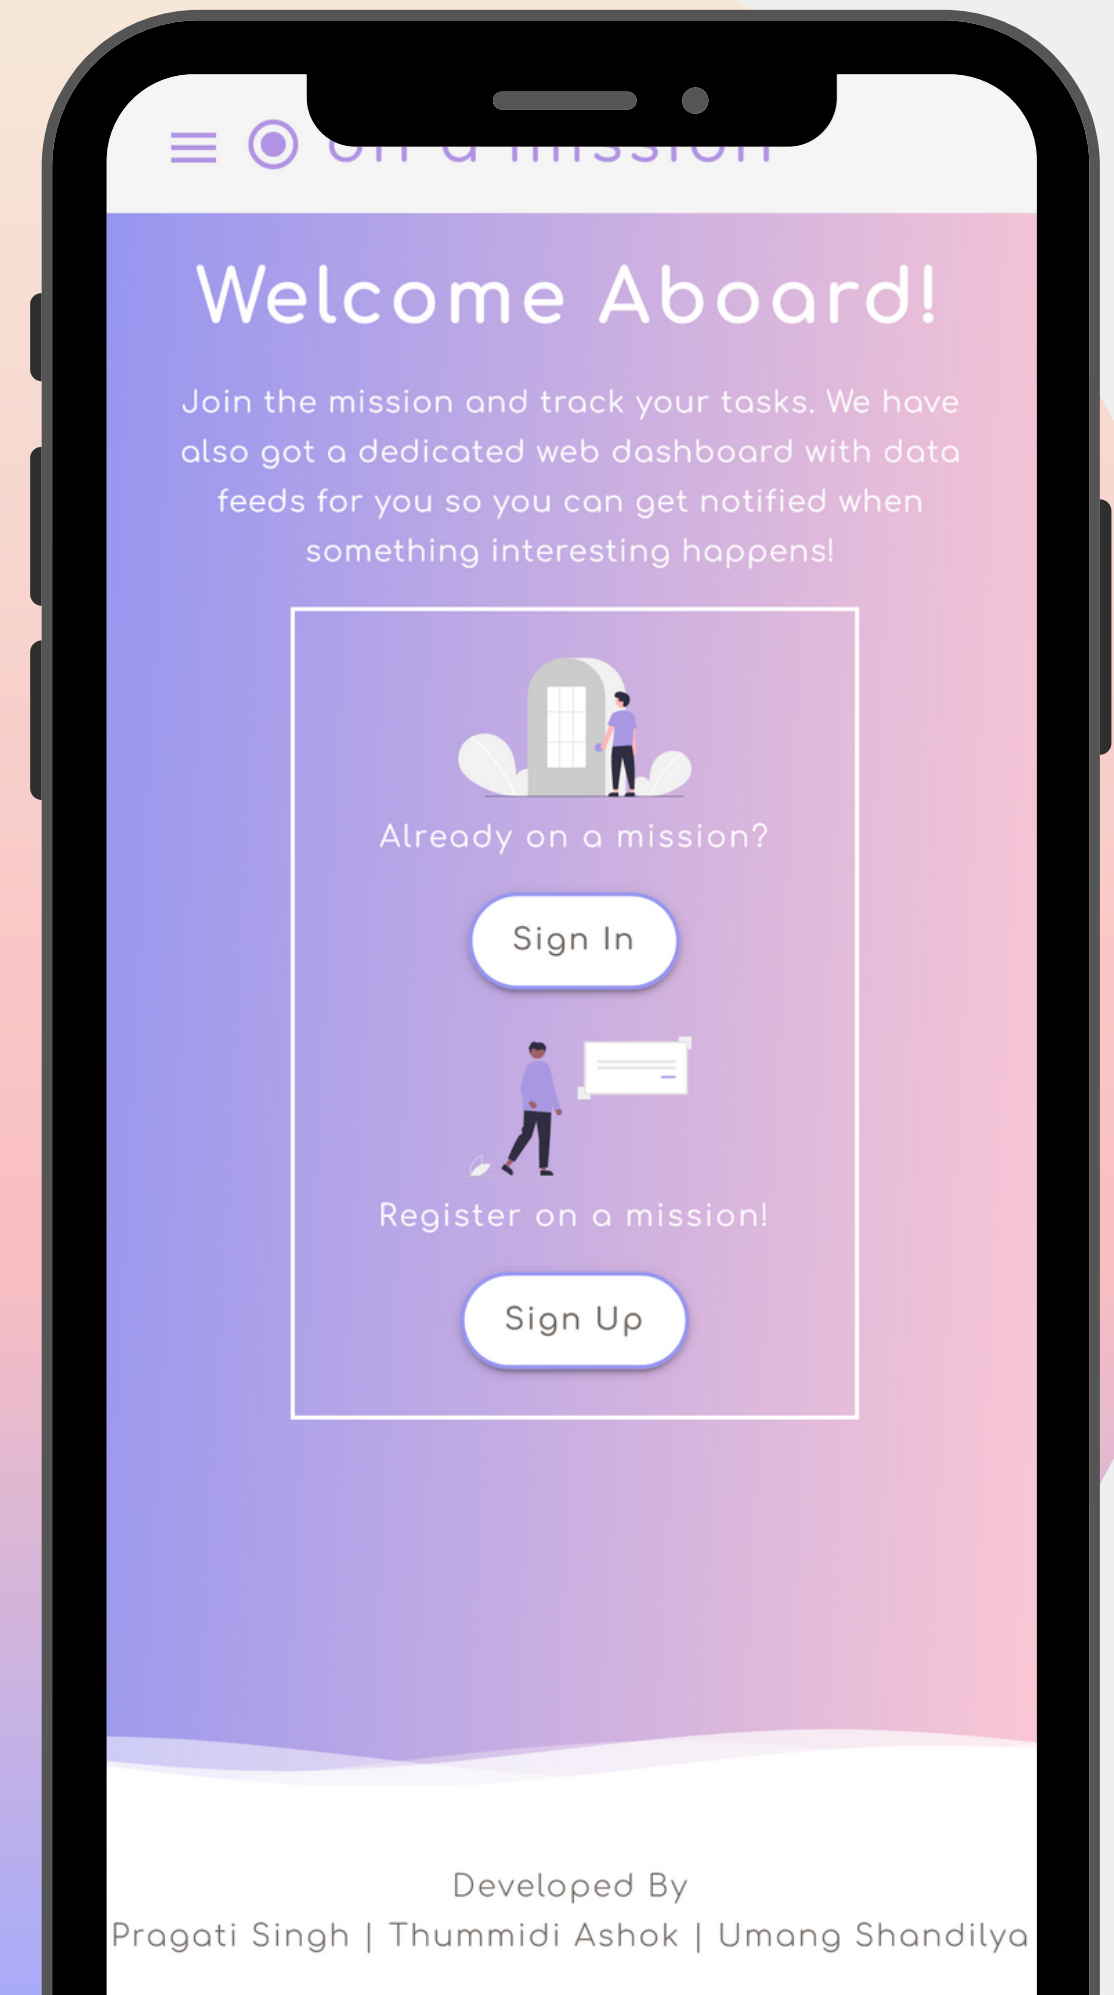 on a mission
Welcome Aboard!
Join the mission and track your tasks. We have
also got a dedicated web dashboard with data
feeds for you so you can get notified when
something interesting happens!
Already on a mission?
Sign In
Register on a mission!
Sign Up
Developed By
Pragati Singh | Thummidi Ashok | Umang Shandilya